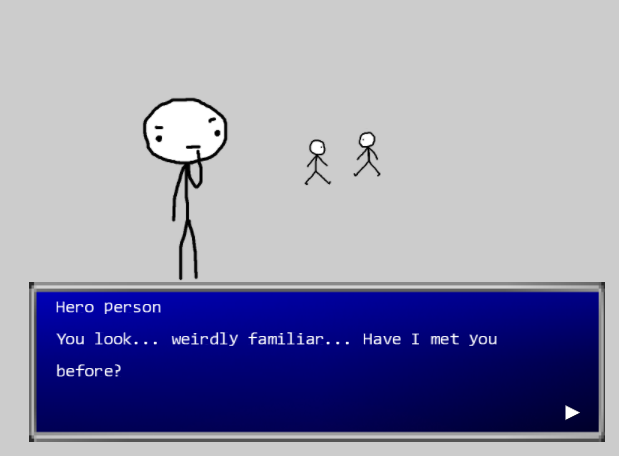 Hero person
You look... weirdly familiar... Have I met you
before?